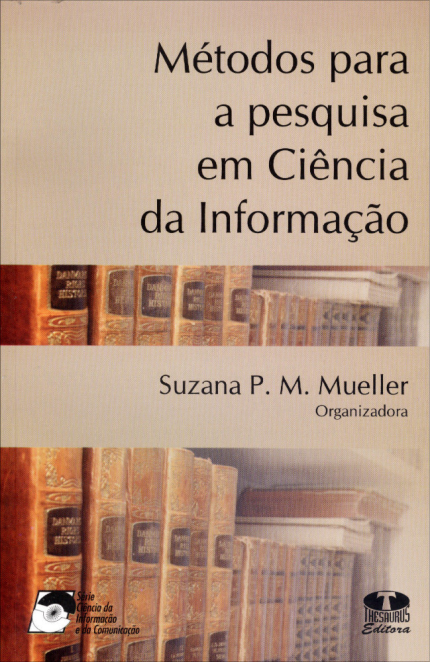 Métodos para
a pesquisa
em Ciência
da Informação
Suzana P. M. Mueller
Organizadora
Série
Ciência da
Informação
e da Comunicação
THESAURUS
Editora